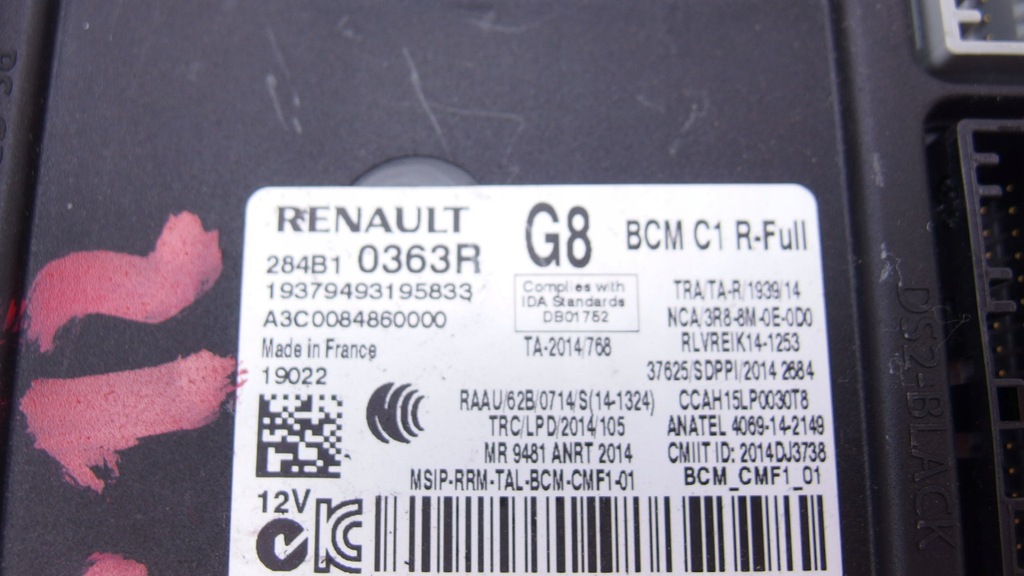 RENAULT G8 BCM C1 R-Full
284B1 0363R
19379493195833
A3C0084860000
Made in France
19022
Complies with
IDA Standards
DB01752
TA-2014/768
TRA/TA-R/1939/14
NCA/3R8-8M-0E-0D0
RLVREIK14-1253
37625/SDPPI/2014 2684
RAAU/62B/0714/S(14-1324) CCAH15LP0030T8
TRC/LPD/2014/105 ANATEL 4069-14-2149
MR 9481 ANRT 2014 CMIIT ID: 2014DJ3738
MSIP-RRM-TAL-BCM-CMF1-01 BCM_CMF1_01
12V
DS2-BLACK